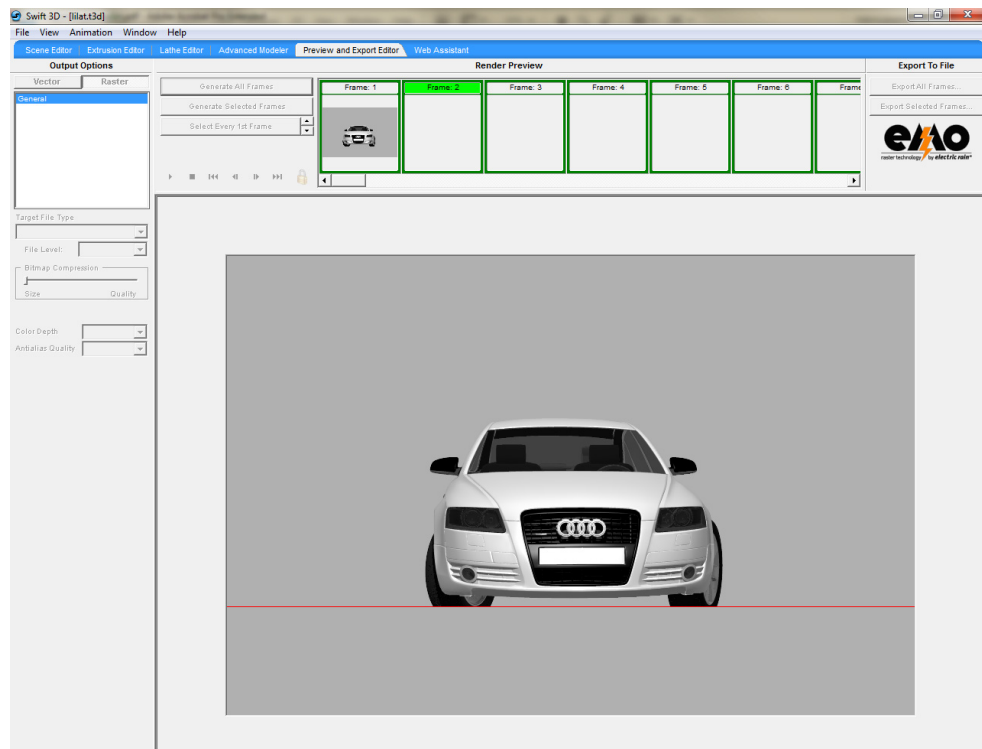 Swift 3D - [lilat.t3d]
File View Animation Window Help
Scene Editor Extrusion Editor Lathe Editor Advanced Modeler Preview and Export Editor Web Assistant
Output Options
Render Preview
Export To File
Vector Raster
General
Generate All Frames
Generate Selected Frames
Select Every 1st Frame
Frame: 1 Frame: 2 Frame: 3 Frame: 4 Frame: 5 Frame: 6 Frame
Export All Frames...
Export Selected Frames...
emo
raster technology by electric rain
Target File Type
File Level:
Bitmap Compression
Size Quality
Color Depth
Antialias Quality